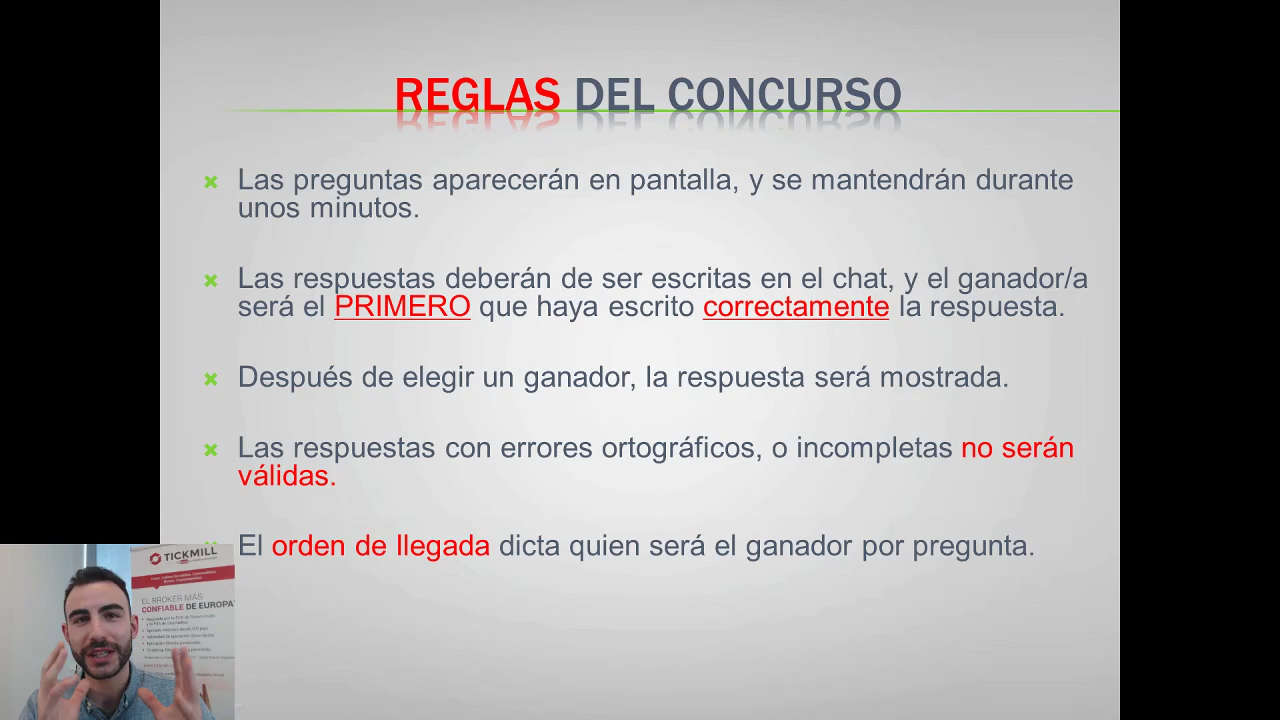 REGLAS DEL CONCURSO
Las preguntas aparecerán en pantalla, y se mantendrán durante
unos minutos.
Las respuestas deberán de ser escritas en el chat, y el ganador/a
será el PRIMERO que haya escrito correctamente la respuesta.
Después de elegir un ganador, la respuesta será mostrada.
Las respuestas con errores ortográficos, o incompletas no serán
válidas.
El orden de llegada dicta quien será el ganador por pregunta.
TICKMILL
EL BROKER MÁS
CONFIABLE DE EUROPA